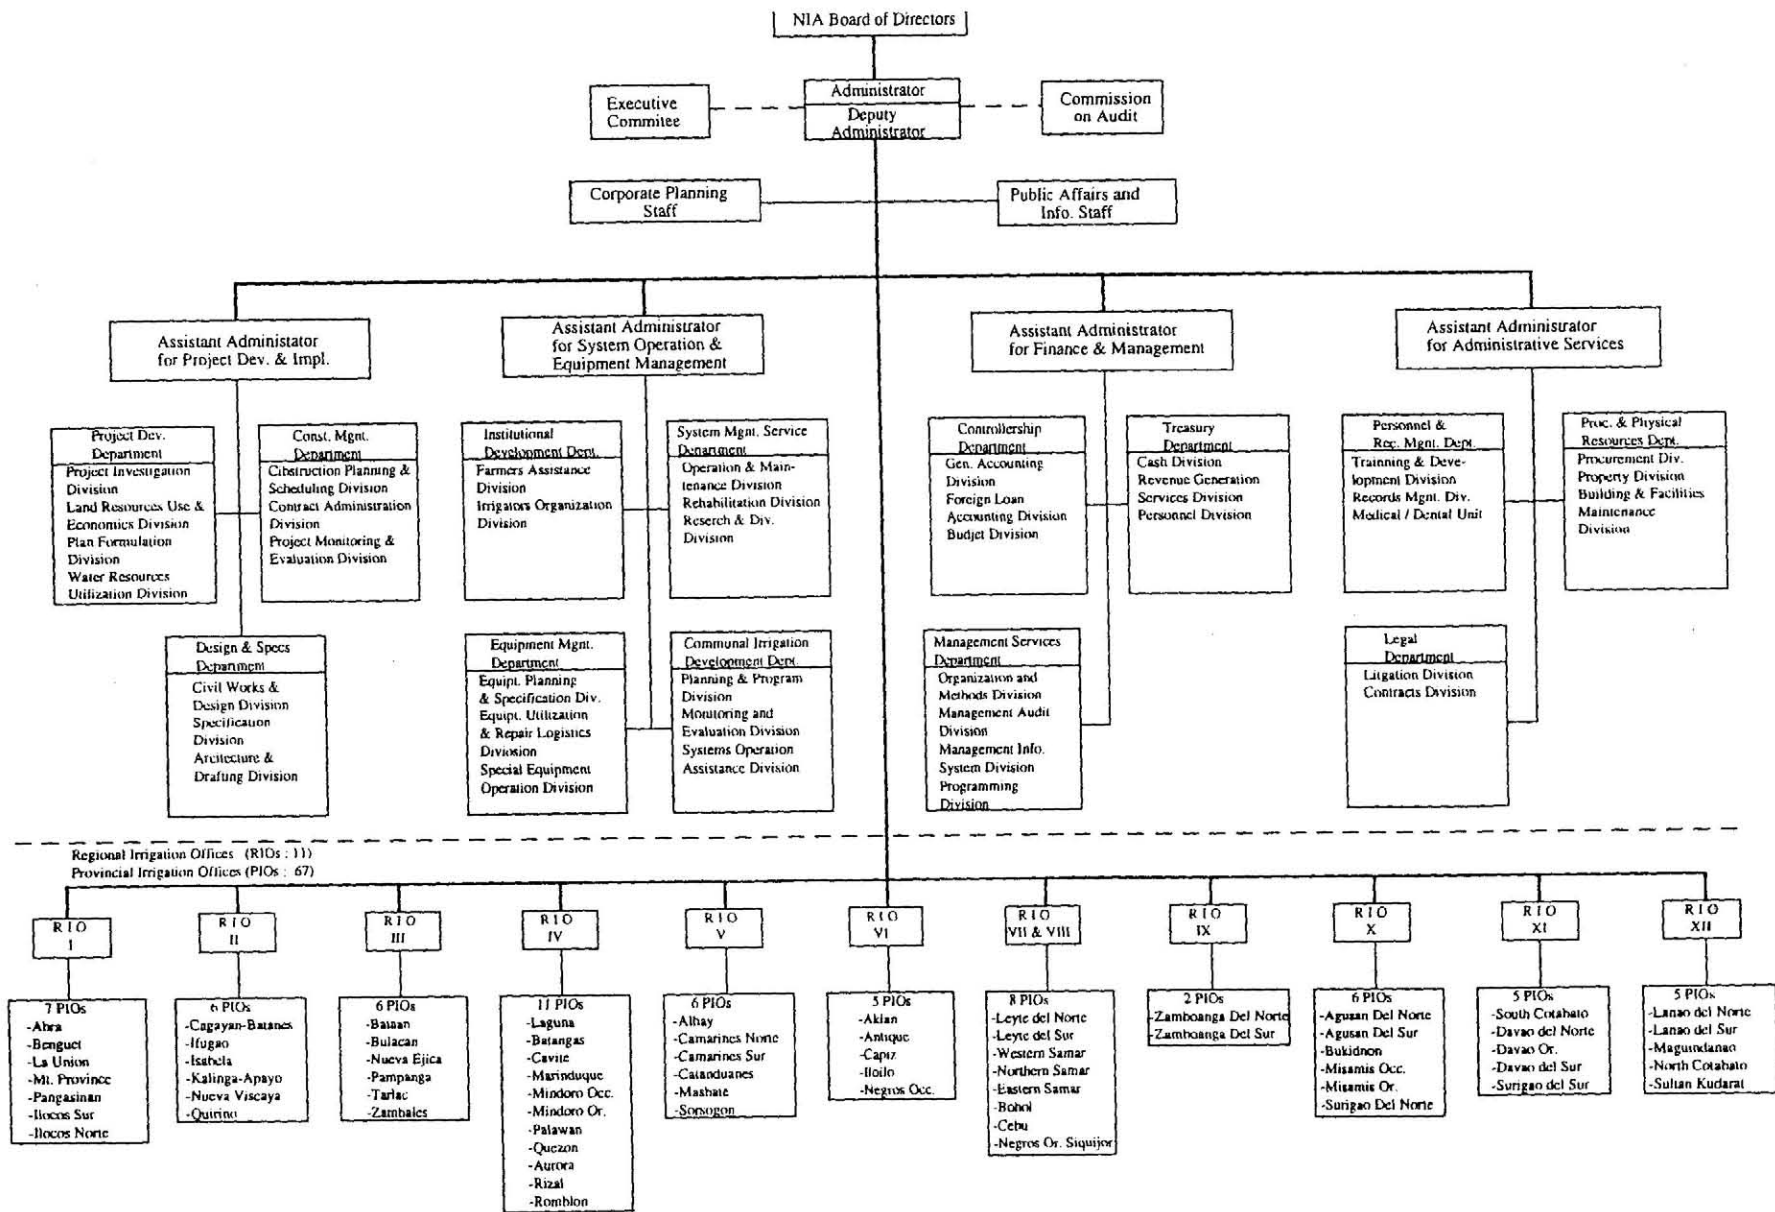 NIA Board of Directors
Administrator
Deputy
Administrator
Executive
Commitee
Commission
on Audit
Corporate Planning
Staff
Public Affairs and
Info. Staff
Assistant Administator
for Project Dev. & Impl.
Assistant Administrator
for System Operation &
Equipment Management
Assistant Administrator
for Finance & Management
Assistant Administrator
for Administrative Services
Project Dev.
Department
Project Investigation
Division
Land Resources Use &
Economics Division
Plan Formulation
Division
Water Resources
Utilization Division
Const. Mgnt.
Department
Cibstruction Planning &
Scheduling Division
Contract Administration
Division
Project Monitoring &
Evaluation Division
Institutional
Development Dept.
Farmers Assistance
Division
Irrigators Organization
Division
System Mgnt. Service
Department
Operation & Main-
tenance Division
Rehabilitation Division
Reserch & Div.
Division
Controllership
Department
Gen. Accounting
Division
Foreign Loan
Accounting Division
Budjet Division
Treasury
Department
Cash Division
Revenue Generation
Services Division
Personnel Division
Personnel &
Rec. Mgnt. Dept.
Trainning & Deve-
lopment Division
Records Mgnt. Div.
Medical / Dental Unit
Proc. & Physical
Resources Dept.
Procurement Div.
Property Division
Building & Facilities
Maintenance
Division
Design & Specs
Department
Civil Works &
Design Division
Specification
Division
Arcitecture &
Drafting Division
Equipment Mgnt.
Department
Equipt. Planning
& Specification Div.
Equipt. Utilization
& Repair Logistics
Diviosion
Special Equipment
Operation Division
Communal Irrigation
Development Dept.
Planning & Program
Division
Monitoring and
Evaluation Division
Systems Operation
Assistance Division
Management Services
Department
Organization and
Methods Division
Management Audit
Division
Management Info.
System Division
Programming
Division
Legal
Department
Litgation Division
Contracts Division
Regional Irrigation Offices (RIOs : 11)
Provincial Irrigation Offices (PIOs : 67)
R I O
I
R I O
II
R I O
III
R I O
IV
R I O
V
R I O
VI
R I O
VII & VIII
R I O
IX
R I O
X
R I O
XI
R I O
XII
7 PIOs
-Abra
-Benguet
-La Union
-Mt. Province
-Pangasinan
-Ilocos Sur
-Ilocos Norte
6 PIOs
-Cagayan-Batanes
-Ifugao
-Isabela
-Kalinga-Apayo
-Nueva Viscaya
-Quirino
6 PIOs
-Bataan
-Bulacan
-Nueva Ejica
-Pampanga
-Tarlac
-Zambales
11 PIOs
-Laguna
-Batangas
-Cavite
-Marinduque
-Mindoro Occ.
-Mindoro Or.
-Palawan
-Quezon
-Aurora
-Rizal
-Romblon
6 PIOs
-Albay
-Camarines Norte
-Camarines Sur
-Catanduanes
-Masbate
-Sorsogon
5 PIOs
-Aklan
-Antique
-Capiz
-Iloilo
-Negros Occ.
8 PIOs
-Leyte del Norte
-Leyte del Sur
-Western Samar
-Northern Samar
-Eastern Samar
-Bohol
-Cebu
-Negros Or. Siquijor
2 PIOs
-Zamboanga Del Norte
-Zamboanga Del Sur
6 PIOs
-Agusan Del Norte
-Agusan Del Sur
-Bukidnon
-Misamis Occ.
-Misamis Or.
-Surigao Del Norte
5 PIOs
-South Cotabato
-Davao del Norte
-Davao Or.
-Davao del Sur
-Surigao del Sur
5 PIOs
-Lanao del Norte
-Lanao del Sur
-Maguindanao
-North Cotabato
-Sultan Kudarat